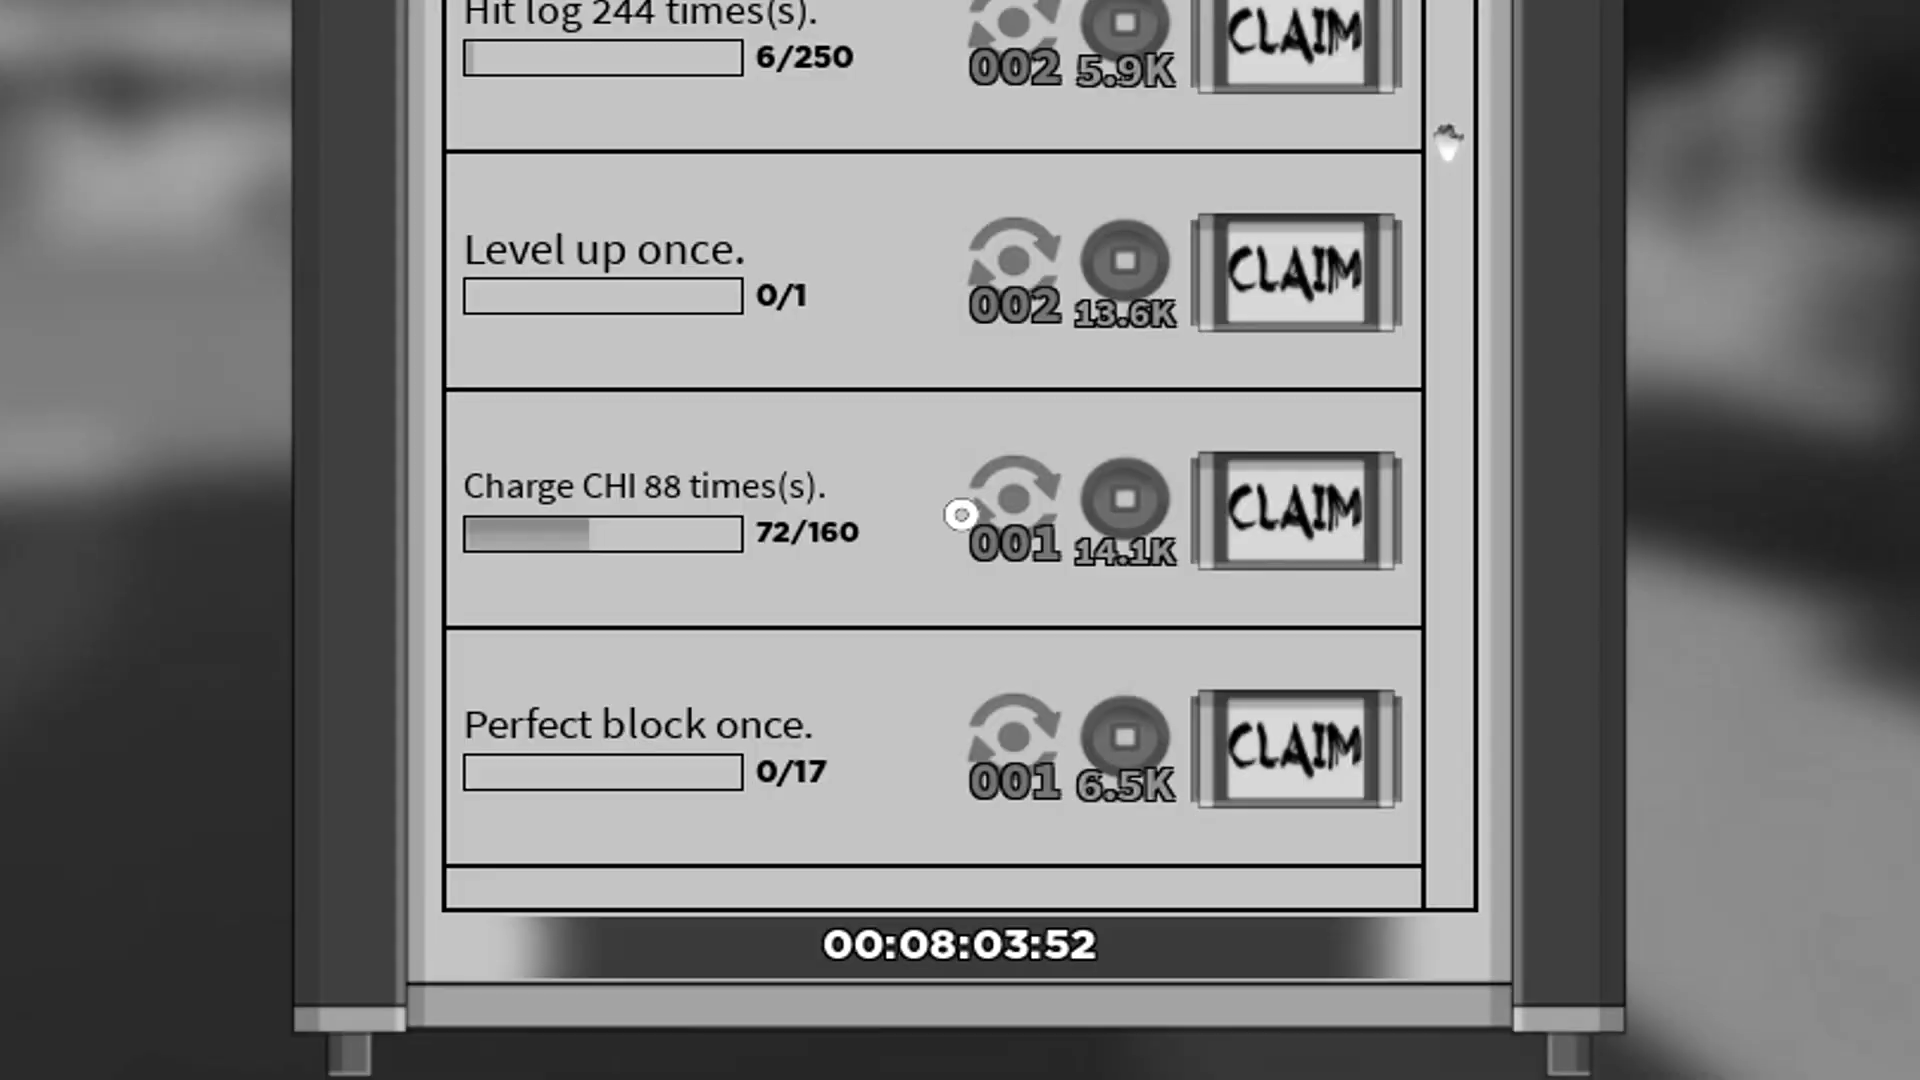 Hit log 244 times(s).
6/250
002 5.9K
CLAIM
Level up once.
0/1
002 13.6K
CLAIM
Charge CHI 88 times(s).
72/160
001 14.1K
CLAIM
Perfect block once.
0/17
001 6.5K
CLAIM
00:08:03:52